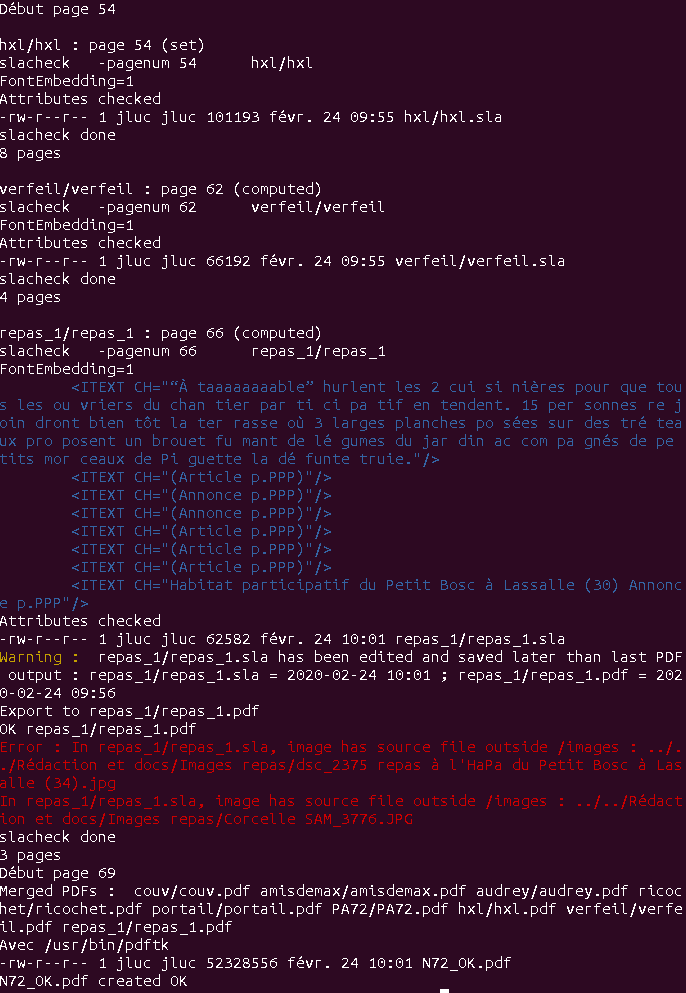 Début page 54
hxl/hxl : page 54 (set)
slacheck   -pagenum 54      hxl/hxl
FontEmbedding=1
Attributes checked
-rw-r--r-- 1 jluc jluc 101193 févr. 24 09:55 hxl/hxl.sla
slacheck done
8 pages
verfeil/verfeil : page 62 (computed)
slacheck   -pagenum 62      verfeil/verfeil
FontEmbedding=1
Attributes checked
-rw-r--r-- 1 jluc jluc 66192 févr. 24 09:55 verfeil/verfeil.sla
slacheck done
4 pages
repas_1/repas_1 : page 66 (computed)
slacheck   -pagenum 66      repas_1/repas_1
FontEmbedding=1
        <ITEXT CH="“À taaaaaaaable” hurlent les 2 cui si nières pour que tou
s les ou vriers du chan tier par ti ci pa tif en tendent. 15 per sonnes re j
oin dront bien tôt la ter rasse où 3 larges planches po sées sur des tré tea
ux pro posent un brouet fu mant de lé gumes du jar din ac com pa gnés de pe 
tits mor ceaux de Pi guette la dé funte truie."/>
        <ITEXT CH="(Article p.PPP)"/>
        <ITEXT CH="(Annonce p.PPP)"/>
        <ITEXT CH="(Article p.PPP)"/>
        <ITEXT CH="(Annonce p.PPP)"/>
        <ITEXT CH="(Article p.PPP)"/>
        <ITEXT CH="(Article p.PPP)"/>
        <ITEXT CH="Habitat participatif du Petit Bosc à Lassalle (30) Annonc
e p.PPP"/>
Attributes checked
-rw-r--r-- 1 jluc jluc 62582 févr. 24 10:01 repas_1/repas_1.sla
Warning :  repas_1/repas_1.sla has been edited and saved later than last PDF
 output : repas_1/repas_1.sla = 2020-02-24 10:01 ; repas_1/repas_1.pdf = 202
0-02-24 09:56
Export to repas_1/repas_1.pdf
OK repas_1/repas_1.pdf
Error : In repas_1/repas_1.sla, image has source file outside /images : ../.
./Rédaction et docs/Images repas/dsc_2375 repas à l'HaPa du Petit Bosc à Las
alle (34).jpg
In repas_1/repas_1.sla, image has source file outside /images : ../../Rédact
ion et docs/Images repas/Corcelle SAM_3776.JPG
slacheck done
3 pages
Début page 69
Merged PDFs :  couv/couv.pdf amisdemax/amisdemax.pdf audrey/audrey.pdf ricoc
het/ricochet.pdf portail/portail.pdf PA72/PA72.pdf hxl/hxl.pdf verfeil/verfe
il.pdf repas_1/repas_1.pdf
Avec /usr/bin/pdftk
-rw-r--r-- 1 jluc jluc 52328556 févr. 24 10:01 N72_OK.pdf
N72_OK.pdf created OK